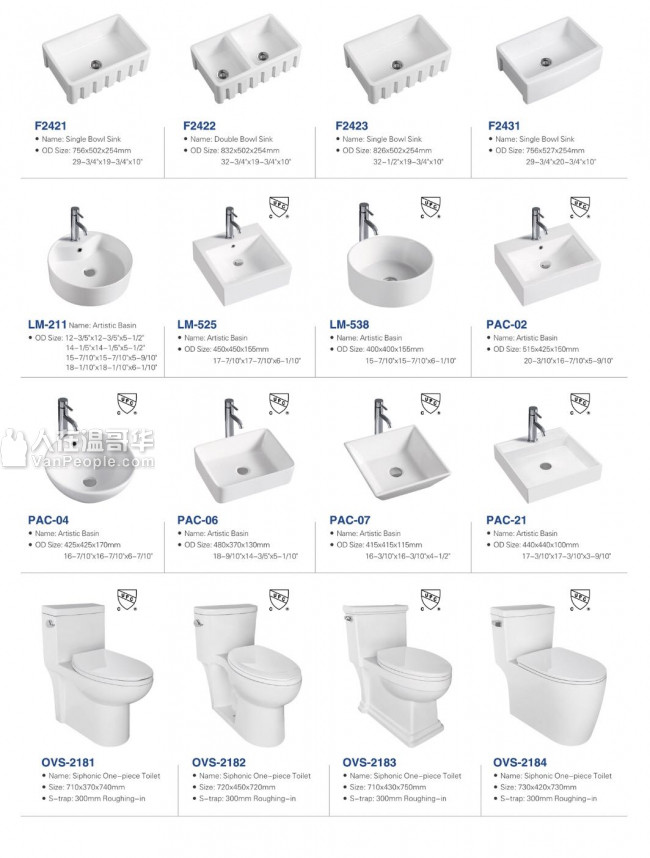 F2421
• Name: Single Bowl Sink
• OD Size: 756x502x254mm
29-3/4"x19-3/4"x10"
F2422
• Name: Double Bowl Sink
• OD Size: 832x502x254mm
32-3/4"x19-3/4"x10"
F2423
• Name: Single Bowl Sink
• OD Size: 826x502x254mm
32-1/2"x19-3/4"x10"
F2431
• Name: Single Bowl Sink
• OD Size: 756x527x254mm
29-3/4"x20-3/4"x10"
LM-211 Name: Artistic Basin
• OD Size: 12-3/5"x12-3/5"x5-1/2"
14-1/5"x14-1/5"x5-1/2"
15-7/10"x15-7/10"x5-9/10"
18-1/10"x18-1/10"x6-1/10"
UPC
C ®
LM-525
• Name: Artistic Basin
• OD Size: 450x450x155mm
17-7/10"x17-7/10"x6-1/10"
UPC
C ®
LM-538
• Name: Artistic Basin
• OD Size: 400x400x155mm
15-7/10"x15-7/10"x6-1/10"
UPC
C ®
PAC-02
• Name: Artistic Basin
• OD Size: 515x425x150mm
20-3/10"x16-7/10"x5-9/10"
人在温哥华
VanPeople.com
UPC
C ®
PAC-04
• Name: Artistic Basin
• OD Size: 425x425x170mm
16-7/10"x16-7/10"x6-7/10"
UPC
C ®
PAC-06
• Name: Artistic Basin
• OD Size: 480x370x130mm
18-9/10"x14-3/5"x5-1/10"
UPC
C ®
PAC-07
• Name: Artistic Basin
• OD Size: 415x415x115mm
16-3/10"x16-3/10"x4-1/2"
UPC
C ®
PAC-21
• Name: Artistic Basin
• OD Size: 440x440x100mm
17-3/10"x17-3/10"x3-9/10"
UPC
C ®
OVS-2181
• Name: Siphonic One-piece Toilet
• Size: 710x370x740mm
• S-trap: 300mm Roughing-in
UPC
C ®
OVS-2182
• Name: Siphonic One-piece Toilet
• Size: 720x450x720mm
• S-trap: 300mm Roughing-in
UPC
C ®
OVS-2183
• Name: Siphonic One-piece Toilet
• Size: 710x430x750mm
• S-trap: 300mm Roughing-in
UPC
C ®
OVS-2184
• Name: Siphonic One-piece Toilet
• Size: 730x420x730mm
• S-trap: 300mm Roughing-in